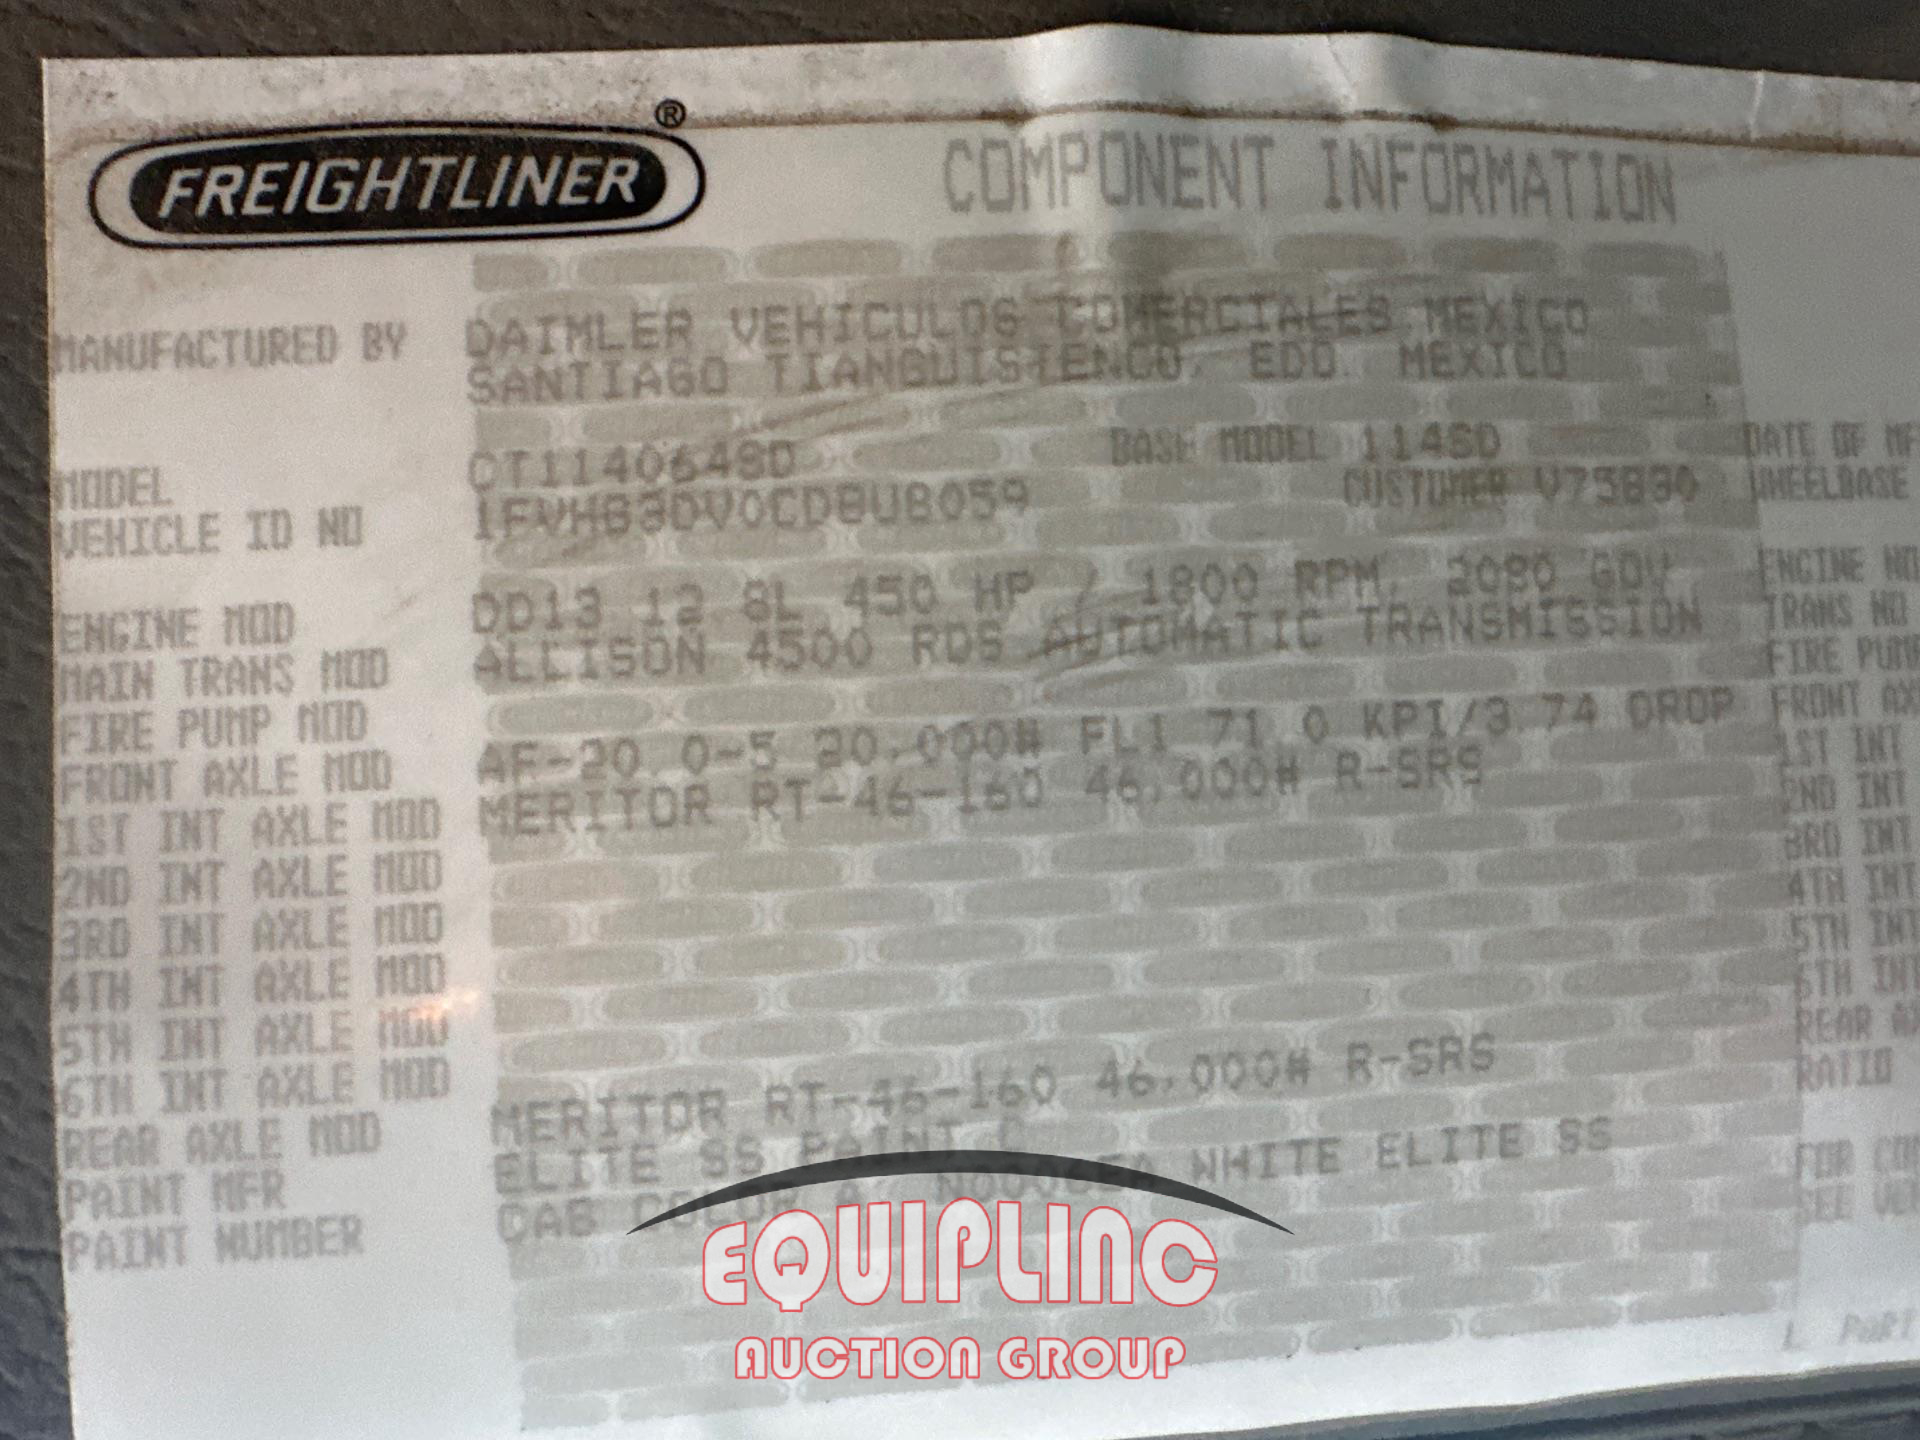 FREIGHTLINER®
COMPONENT INFORMATION
MANUFACTURED BY DAIMLER VEHICULOS COMERCIALES MEXICO
SANTIAGO TIANGUISTENCO, EDO. MEXICO
MODEL CT114064SD BASE MODEL 114SD DATE OF MF
VEHICLE ID NO CUSTOMER WHEELBASE
ENGINE MOD DD13 12.8L 450 HP / 1800 RPM, 2080 GOV, ENGINE NO
MAIN TRANS MOD ALLISON 4500 RDS AUTOMATIC TRANSMISSION TRANS NO
FIRE PUMP MOD FIRE PUMP
FRONT AXLE MOD AF-20.0-5 20,000# FL1 71.0 KPI/3.74 DROP FRONT AX
1ST INT AXLE MOD MERITOR RT-46-160 46,000# R-SRS 1ST INT
2ND INT AXLE MOD 2ND INT
3RD INT AXLE MOD 3RD INT
4TH INT AXLE MOD 4TH INT
5TH INT AXLE MOD 5TH INT
6TH INT AXLE MOD 6TH INT
REAR AXLE MOD MERITOR RT-46-160 46,000# R-SRS REAR AX
PAINT MFR ELITE SS PAINT RATIO
PAINT NUMBER CAB COLOR A: WHITE ELITE SS
FOR COM
SEE VE
PART
EQUIPLINC
AUCTION GROUP